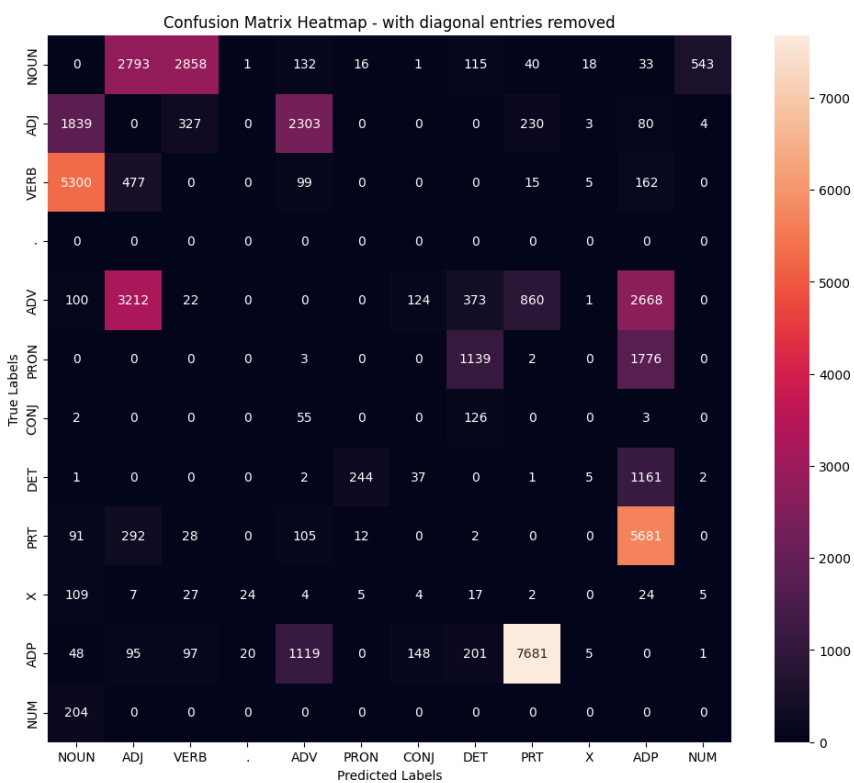 Confusion Matrix Heatmap - with diagonal entries removed
NOUN 0 2793 2858 1 132 16 1 115 40 18 33 543
ADJ 1839 0 327 0 2303 0 0 0 230 3 80 4
VERB 5300 477 0 0 99 0 0 0 15 5 162 0
. 0 0 0 0 0 0 0 0 0 0 0 0
ADV 100 3212 22 0 0 0 124 373 860 1 2668 0
PRON 0 0 0 0 3 0 0 1139 2 0 1776 0
CONJ 2 0 0 0 55 0 0 126 0 0 3 0
DET 1 0 0 0 2 244 37 0 1 5 1161 2
PRT 91 292 28 0 105 12 0 2 0 0 5681 0
X 109 7 27 24 4 5 4 17 2 0 24 5
ADP 48 95 97 20 1119 0 148 201 7681 5 0 1
NUM 204 0 0 0 0 0 0 0 0 0 0 0
NOUN ADJ VERB . ADV PRON CONJ DET PRT X ADP NUM
Predicted Labels
True Labels
7000
6000
5000
4000
3000
2000
1000
0